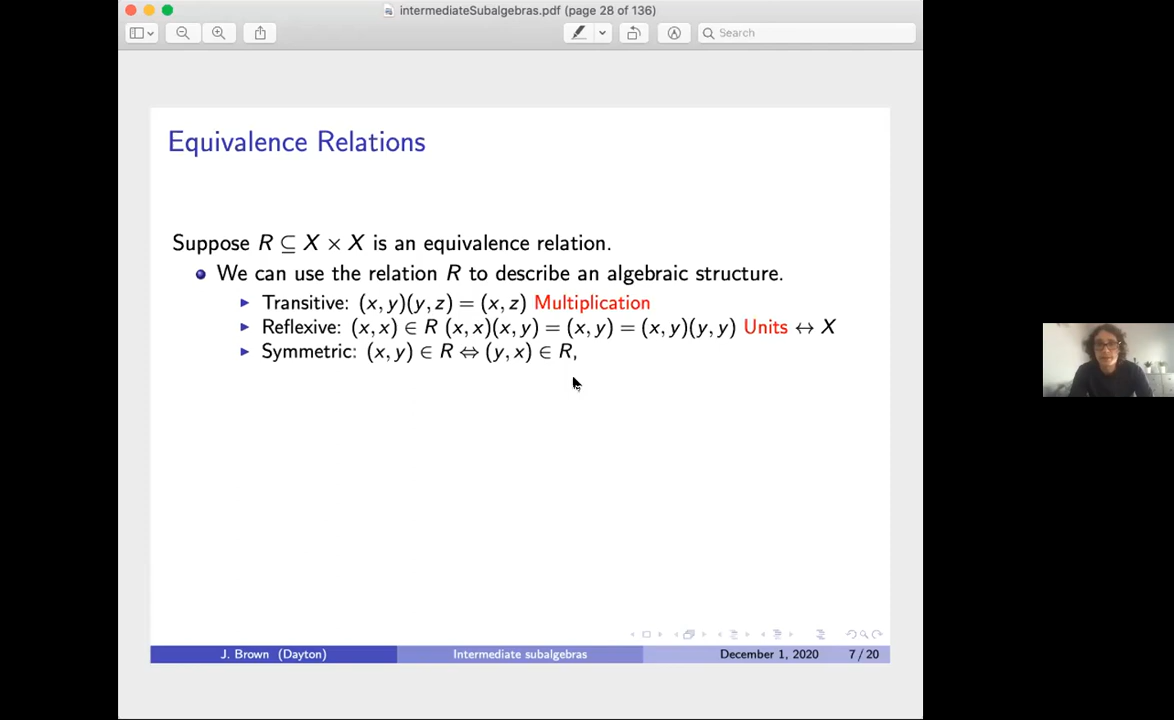 intermediateSubalgebras.pdf (page 28 of 136)
Search
Equivalence Relations
Suppose R ⊆ X × X is an equivalence relation.
We can use the relation R to describe an algebraic structure.
Transitive: (x, y)(y, z) = (x, z) Multiplication
Reflexive: (x, x) ∈ R (x, x)(x, y) = (x, y) = (x, y)(y, y) Units ↔ X
Symmetric: (x, y) ∈ R ⇔ (y, x) ∈ R,
J. Brown (Dayton) Intermediate subalgebras December 1, 2020 7 / 20